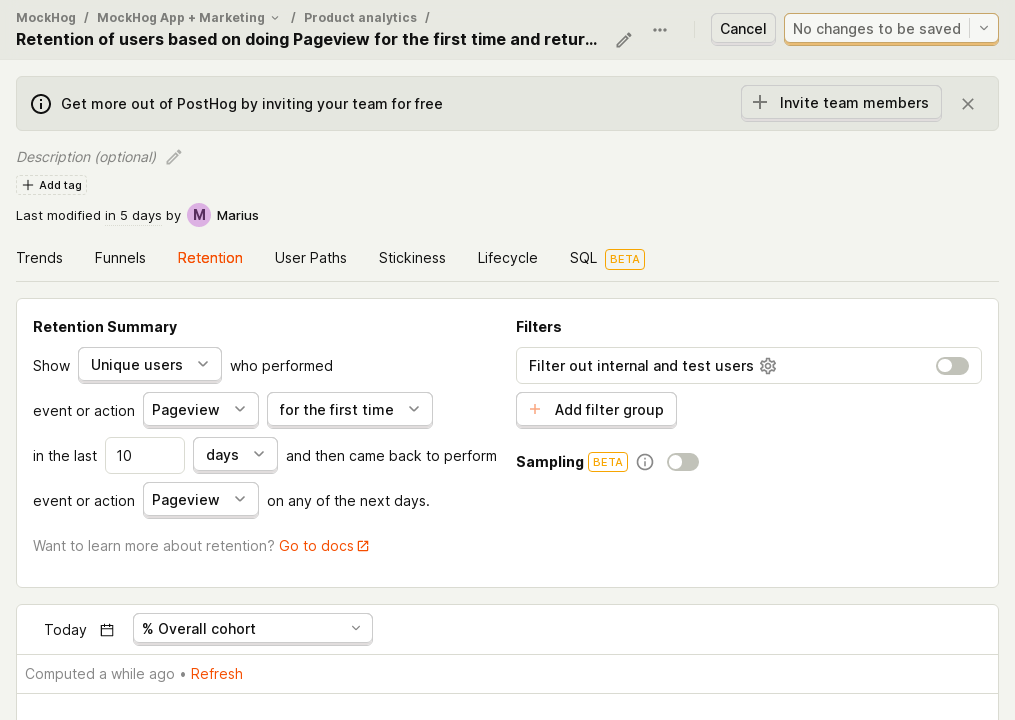 MockHog / MockHog App + Marketing / Product analytics /
Retention of users based on doing Pageview for the first time and retur...
Cancel
No changes to be saved
Get more out of PostHog by inviting your team for free
Invite team members
Description (optional)
Add tag
Last modified in 5 days by M Marius
Trends Funnels Retention User Paths Stickiness Lifecycle SQL BETA
Retention Summary
Show Unique users who performed
event or action Pageview for the first time
in the last 10 days and then came back to perform
event or action Pageview on any of the next days.
Want to learn more about retention? Go to docs
Filters
Filter out internal and test users
Add filter group
Sampling BETA
Today % Overall cohort
Computed a while ago • Refresh